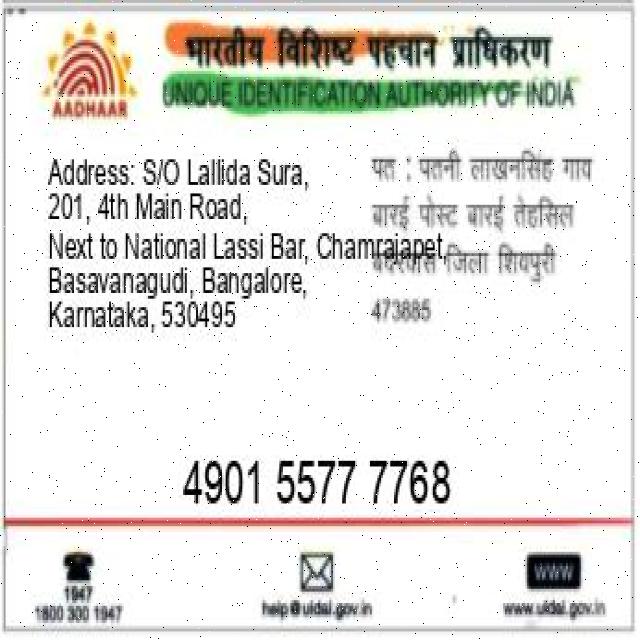 भारतीय विशिष्ट पहचान प्राधिकरण
UNIQUE IDENTIFICATION AUTHORITY OF INDIA
AADHAAR
Address: S/O Lallida Sura,
201, 4th Main Road,
Next to National Lassi Bar, Chamrajapet,
Basavanagudi, Bangalore,
Karnataka, 530495
पत : पतनी लाखनसिंह गाव
बारई पोस्ट बारई तेहसिल
जिला शिवपुरी
473885
4901 5577 7768
1947
1800 300 1947
help@uidai.gov.in
www
www.uidai.gov.in